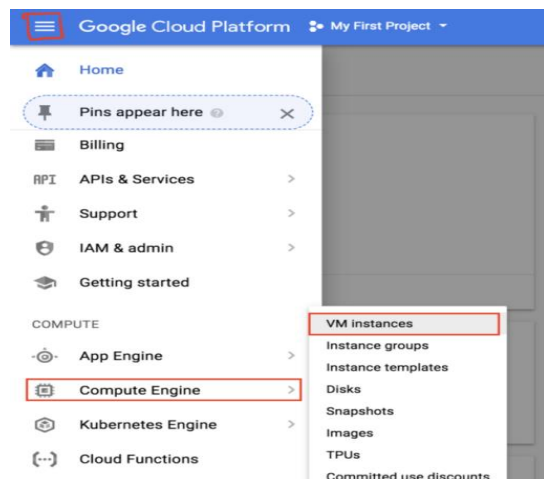 Google Cloud Platform My First Project
Home
Pins appear here
Billing
API APIs & Services
Support
IAM & admin
Getting started
COMPUTE
App Engine
Compute Engine
Kubernetes Engine
Cloud Functions
VM instances
Instance groups
Instance templates
Disks
Snapshots
Images
TPUs
Committed use discounts